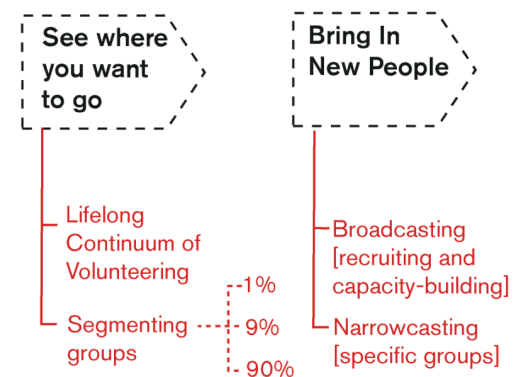 See where
you want
to go
Lifelong
Continuum of
Volunteering
Segmenting
groups
1%
9%
90%
Bring In
New People
Broadcasting
[recruiting and
capacity-building]
Narrowcasting
[specific groups]